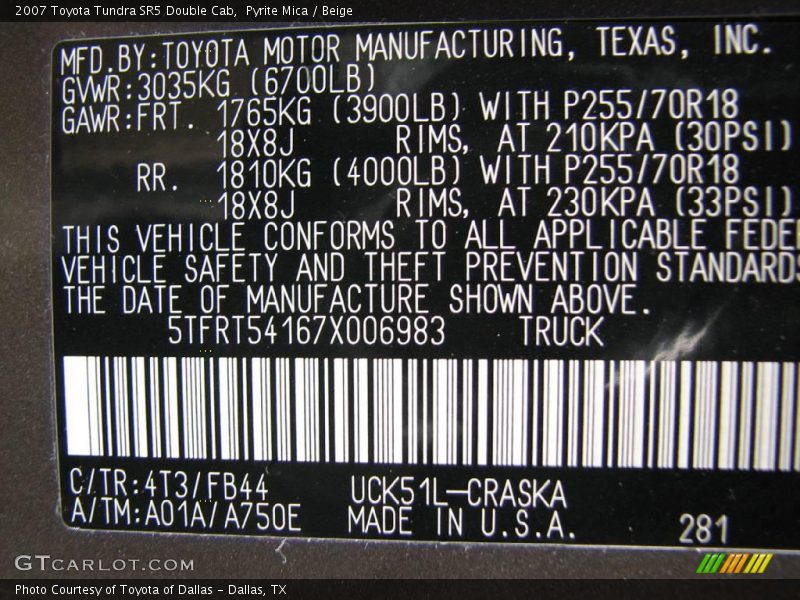 2007 Toyota Tundra SR5 Double Cab, Pyrite Mica / Beige
MFD.BY:TOYOTA MOTOR MANUFACTURING, TEXAS, INC.
GVWR:3035KG (6700LB)
GAWR:FRT. 1765KG (3900LB) WITH P255/70R18
18X8J RIMS, AT 210KPA (30PSI)
RR. 1810KG (4000LB) WITH P255/70R18
18X8J RIMS, AT 230KPA (33PSI)
THIS VEHICLE CONFORMS TO ALL APPLICABLE FEDE
VEHICLE SAFETY AND THEFT PREVENTION STANDARDS
THE DATE OF MANUFACTURE SHOWN ABOVE.
5TFRT54167X006983 TRUCK
C/TR:4T3/FB44 UCK51L-CRASKA
A/TM:A01A/A750E MADE IN U.S.A. 281
GTCARLOT.COM
Photo Courtesy of Toyota of Dallas - Dallas, TX